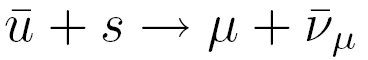 ū + s → μ + ν̄_μ